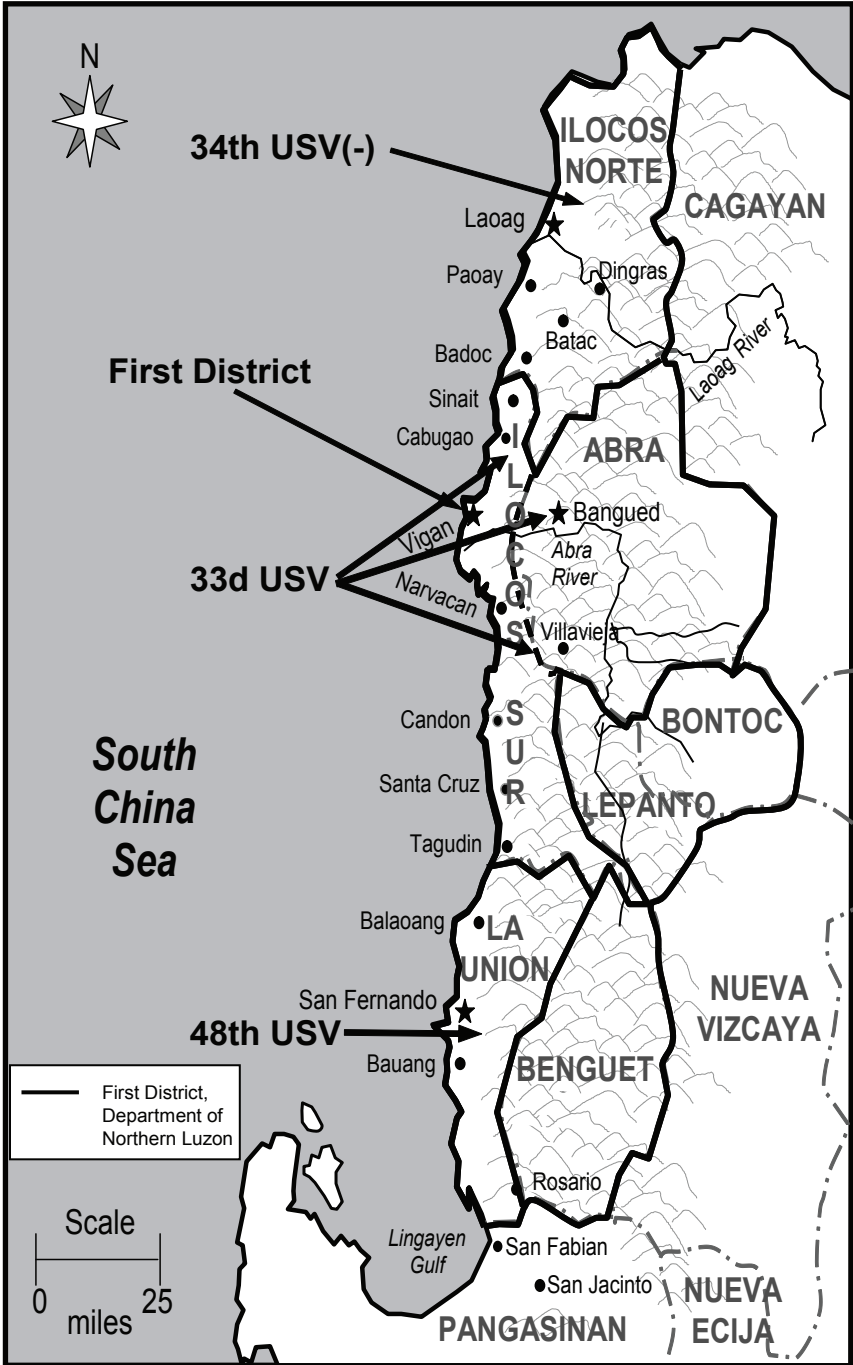 N
34th USV(-)
ILOCOS
NORTE
CAGAYAN
Laoag
Paoay
Dingras
Batac
Laoag River
Badoc
First District
Sinait
Cabugao
ILOCOS
SUR
ABRA
Vigan
Bangued
Abra
River
33d USV
Narvacan
Villavieja
Candon
BONTOC
South
China
Sea
Santa Cruz
LEPANTO
Tagudin
Balaoang
LA
UNION
San Fernando
NUEVA
VIZCAYA
48th USV
Bauang
BENGUET
First District,
Department of
Northern Luzon
Rosario
Scale
0 25
miles
Lingayen
Gulf
San Fabian
San Jacinto
PANGASINAN
NUEVA
ECIJA